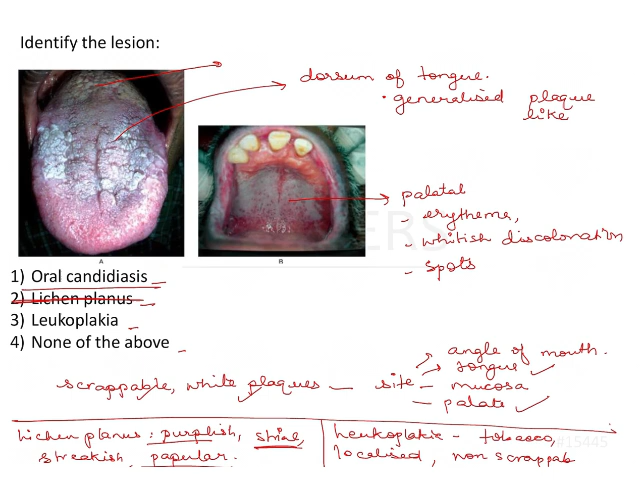 Identify the lesion:
dorsum of tongue.
• generalised plaque
like
A
B
palatal
- erythema,
- whitish discoloration
- spots
1) Oral candidiasis
2) Lichen planus
3) Leukoplakia
4) None of the above
angle of mouth.
tongue
scrappable, white plaques — site — mucosa
— palate
Lichen planus : purplish, striae,
streakish, papular.
Leukoplakia - tobacco,
localised, non scrappab
#15445